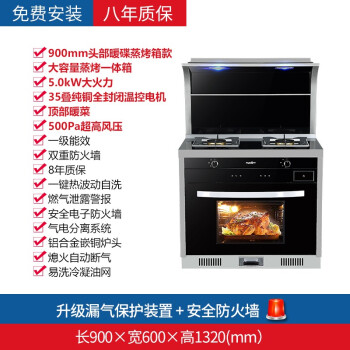 免费安装 八年质保
900mm头部暖碟蒸烤箱款
大容量蒸烤一体箱
5.0kW大火力
35叠纯铜全封闭温控电机
顶部暖菜
500Pa超高风压
一级能效
双重防火墙
8年质保
一键热波动自洗
燃气泄露警报
安全电子防火墙
气电分离系统
铝合金嵌铜炉头
熄火自动断气
易洗冷凝油网
升级漏气保护装置+安全防火墙
长900×宽600×高1320(mm)